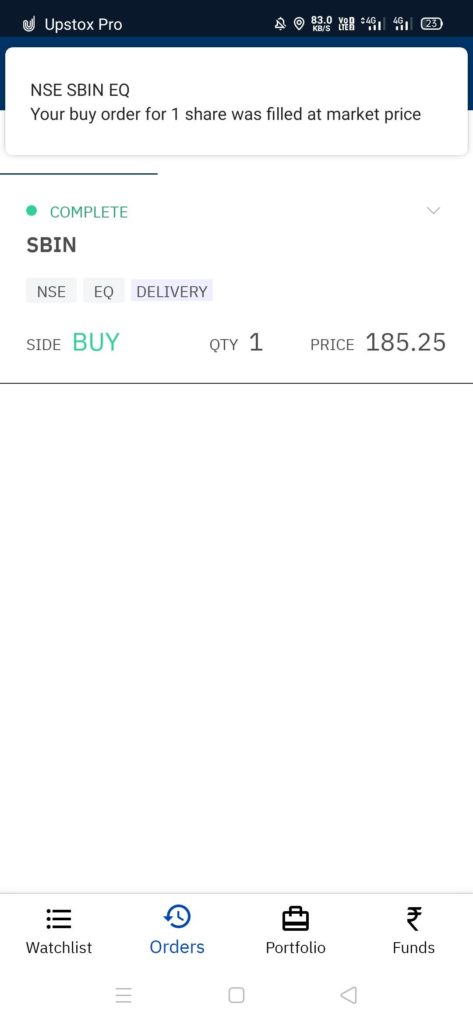 Upstox Pro 83.0 KB/S VoD LTE 4G 4G 23
NSE SBIN EQ
Your buy order for 1 share was filled at market price
COMPLETE
SBIN
NSE EQ DELIVERY
SIDE BUY QTY 1 PRICE 185.25
Watchlist Orders Portfolio Funds